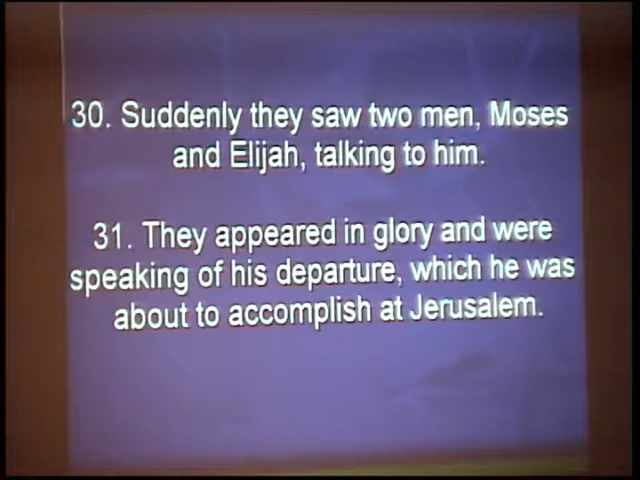 30. Suddenly they saw two men, Moses
and Elijah, talking to him.
31. They appeared in glory and were
speaking of his departure, which he was
about to accomplish at Jerusalem.